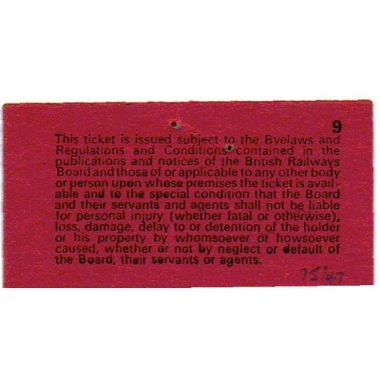 9
This ticket is issued subject to the Byelaws and
Regulations and Conditions contained in the
publications and notices of the British Railways
Board and those of or applicable to any other body
or person upon whose premises the ticket is avail-
able and to the special condition that the Board
and their servants and agents shall not be liable
for personal injury (whether fatal or otherwise),
loss, damage, delay to or detention of the holder
or his property by whomsoever or howsoever
caused, whether or not by neglect or default of
the Board, their servants or agents.